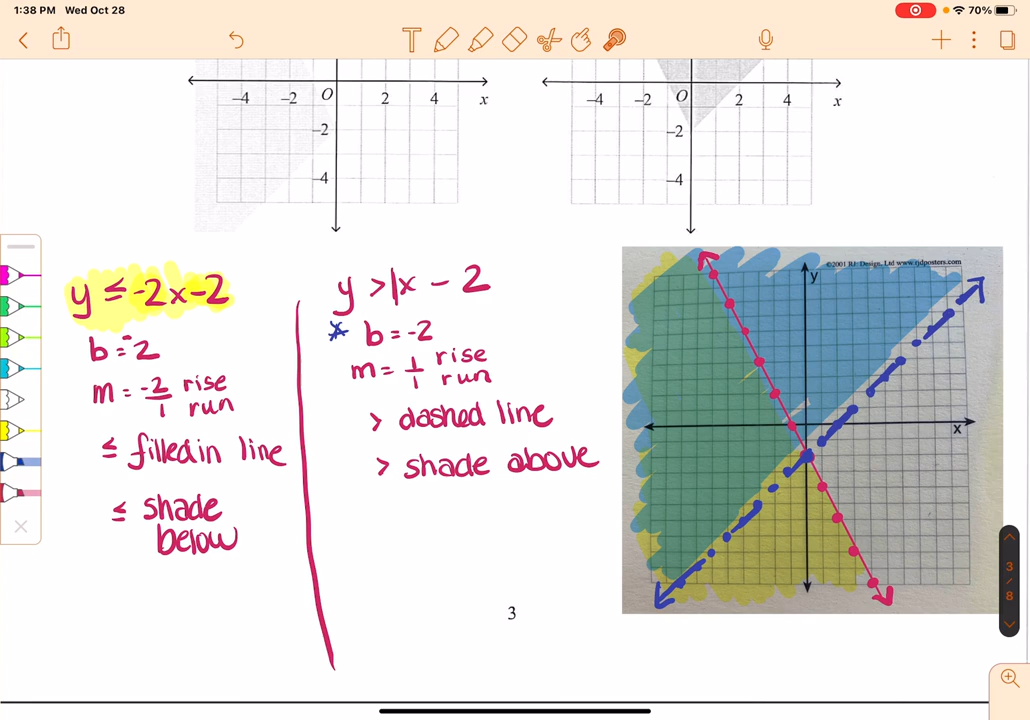 1:38 PM Wed Oct 28
70%
T
-4 -2 O 2 4 x
-2
-4
-4 -2 O 2 4 x
-2
-4
y ≤ -2x-2
b = -2
m = -2/1 rise run
≤ filled in line
≤ shade
below
y > 1x - 2
* b = -2
m = 1/1 rise run
> dashed line
> shade above
©2001 RJ: Design, Ltd www.rjdposters.com
y
x
3
3
/
8